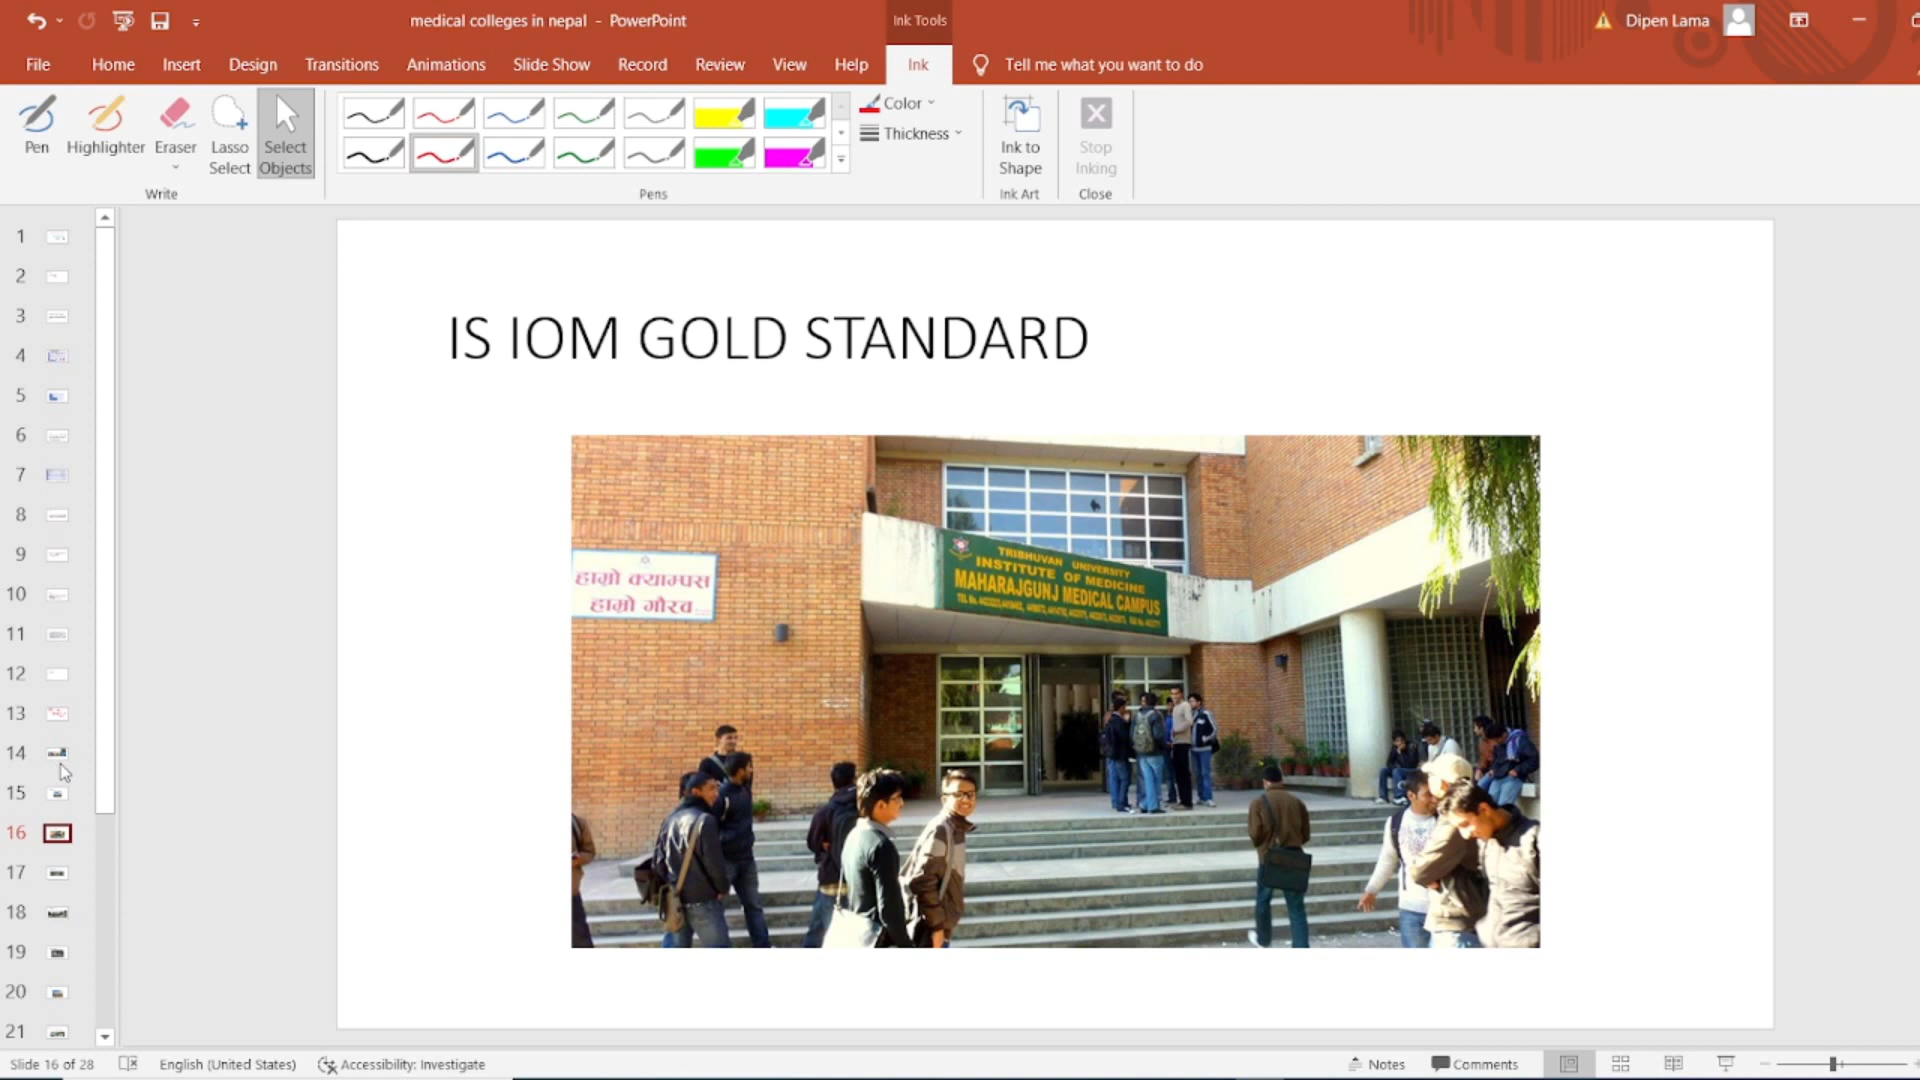 medical colleges in nepal - PowerPoint
Ink Tools
Dipen Lama
File
Home
Insert
Design
Transitions
Animations
Slide Show
Record
Review
View
Help
Ink
Tell me what you want to do
Pen
Highlighter
Eraser
Lasso
Select
Select
Objects
Color
Thickness
Ink to
Shape
Stop
Inking
Write
Pens
Ink Art
Close
1
2
3
4
5
6
7
8
9
10
11
12
13
14
15
16
17
18
19
20
21
IS IOM GOLD STANDARD
हाम्रो क्याम्पस
हाम्रो गौरव
TRIBHUVAN UNIVERSITY
INSTITUTE OF MEDICINE
MAHARAJGUNJ MEDICAL CAMPUS
Slide 16 of 28
English (United States)
Accessibility: Investigate
Notes
Comments